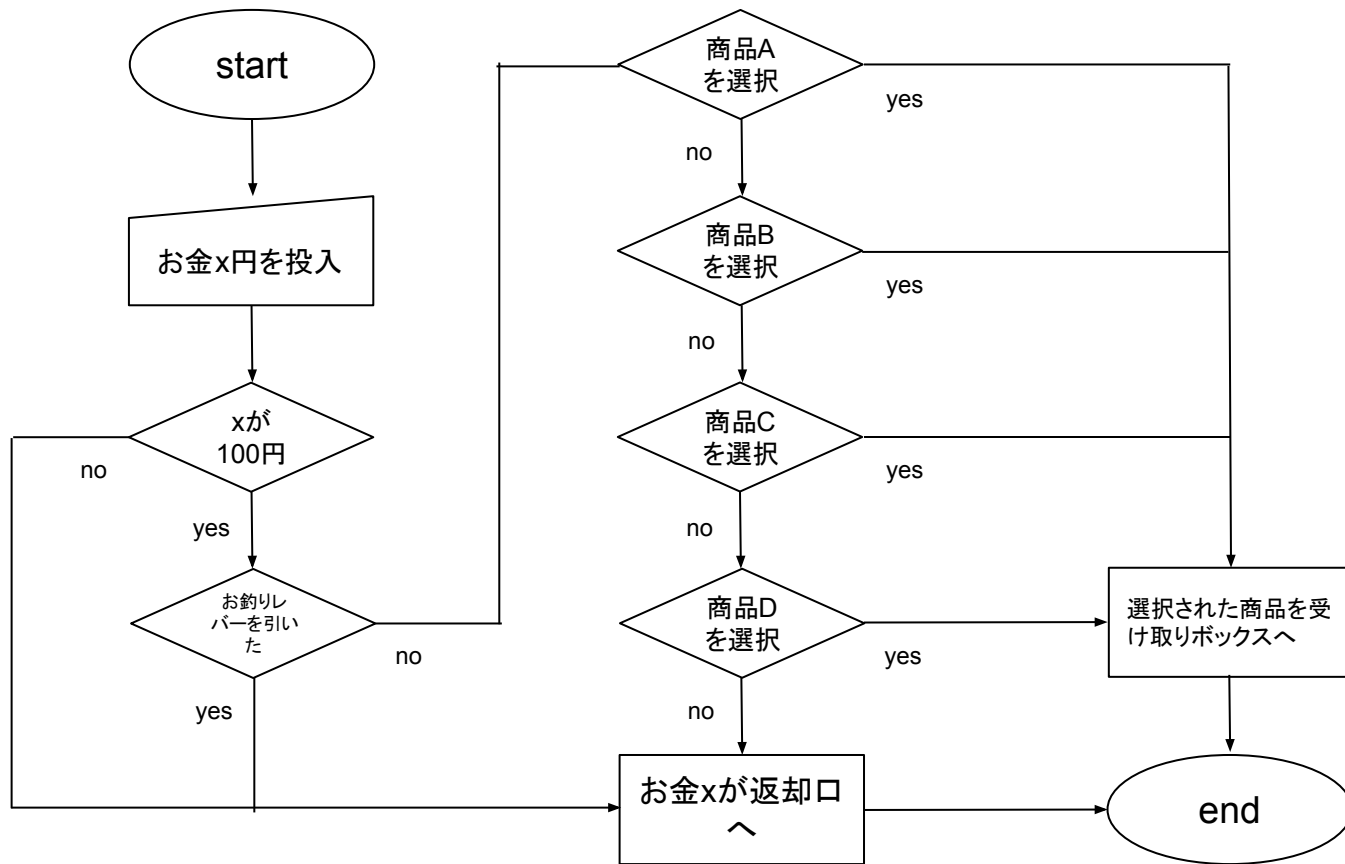 start
お金x円を投入
xが
100円
no
yes
お釣りレ
バーを引いた
た
no
yes
商品A
を選択
yes
no
商品B
を選択
yes
no
商品C
を選択
yes
no
商品D
を選択
yes
no
選択された商品を受
け取りボックスへ
お金xが返却口
へ
end